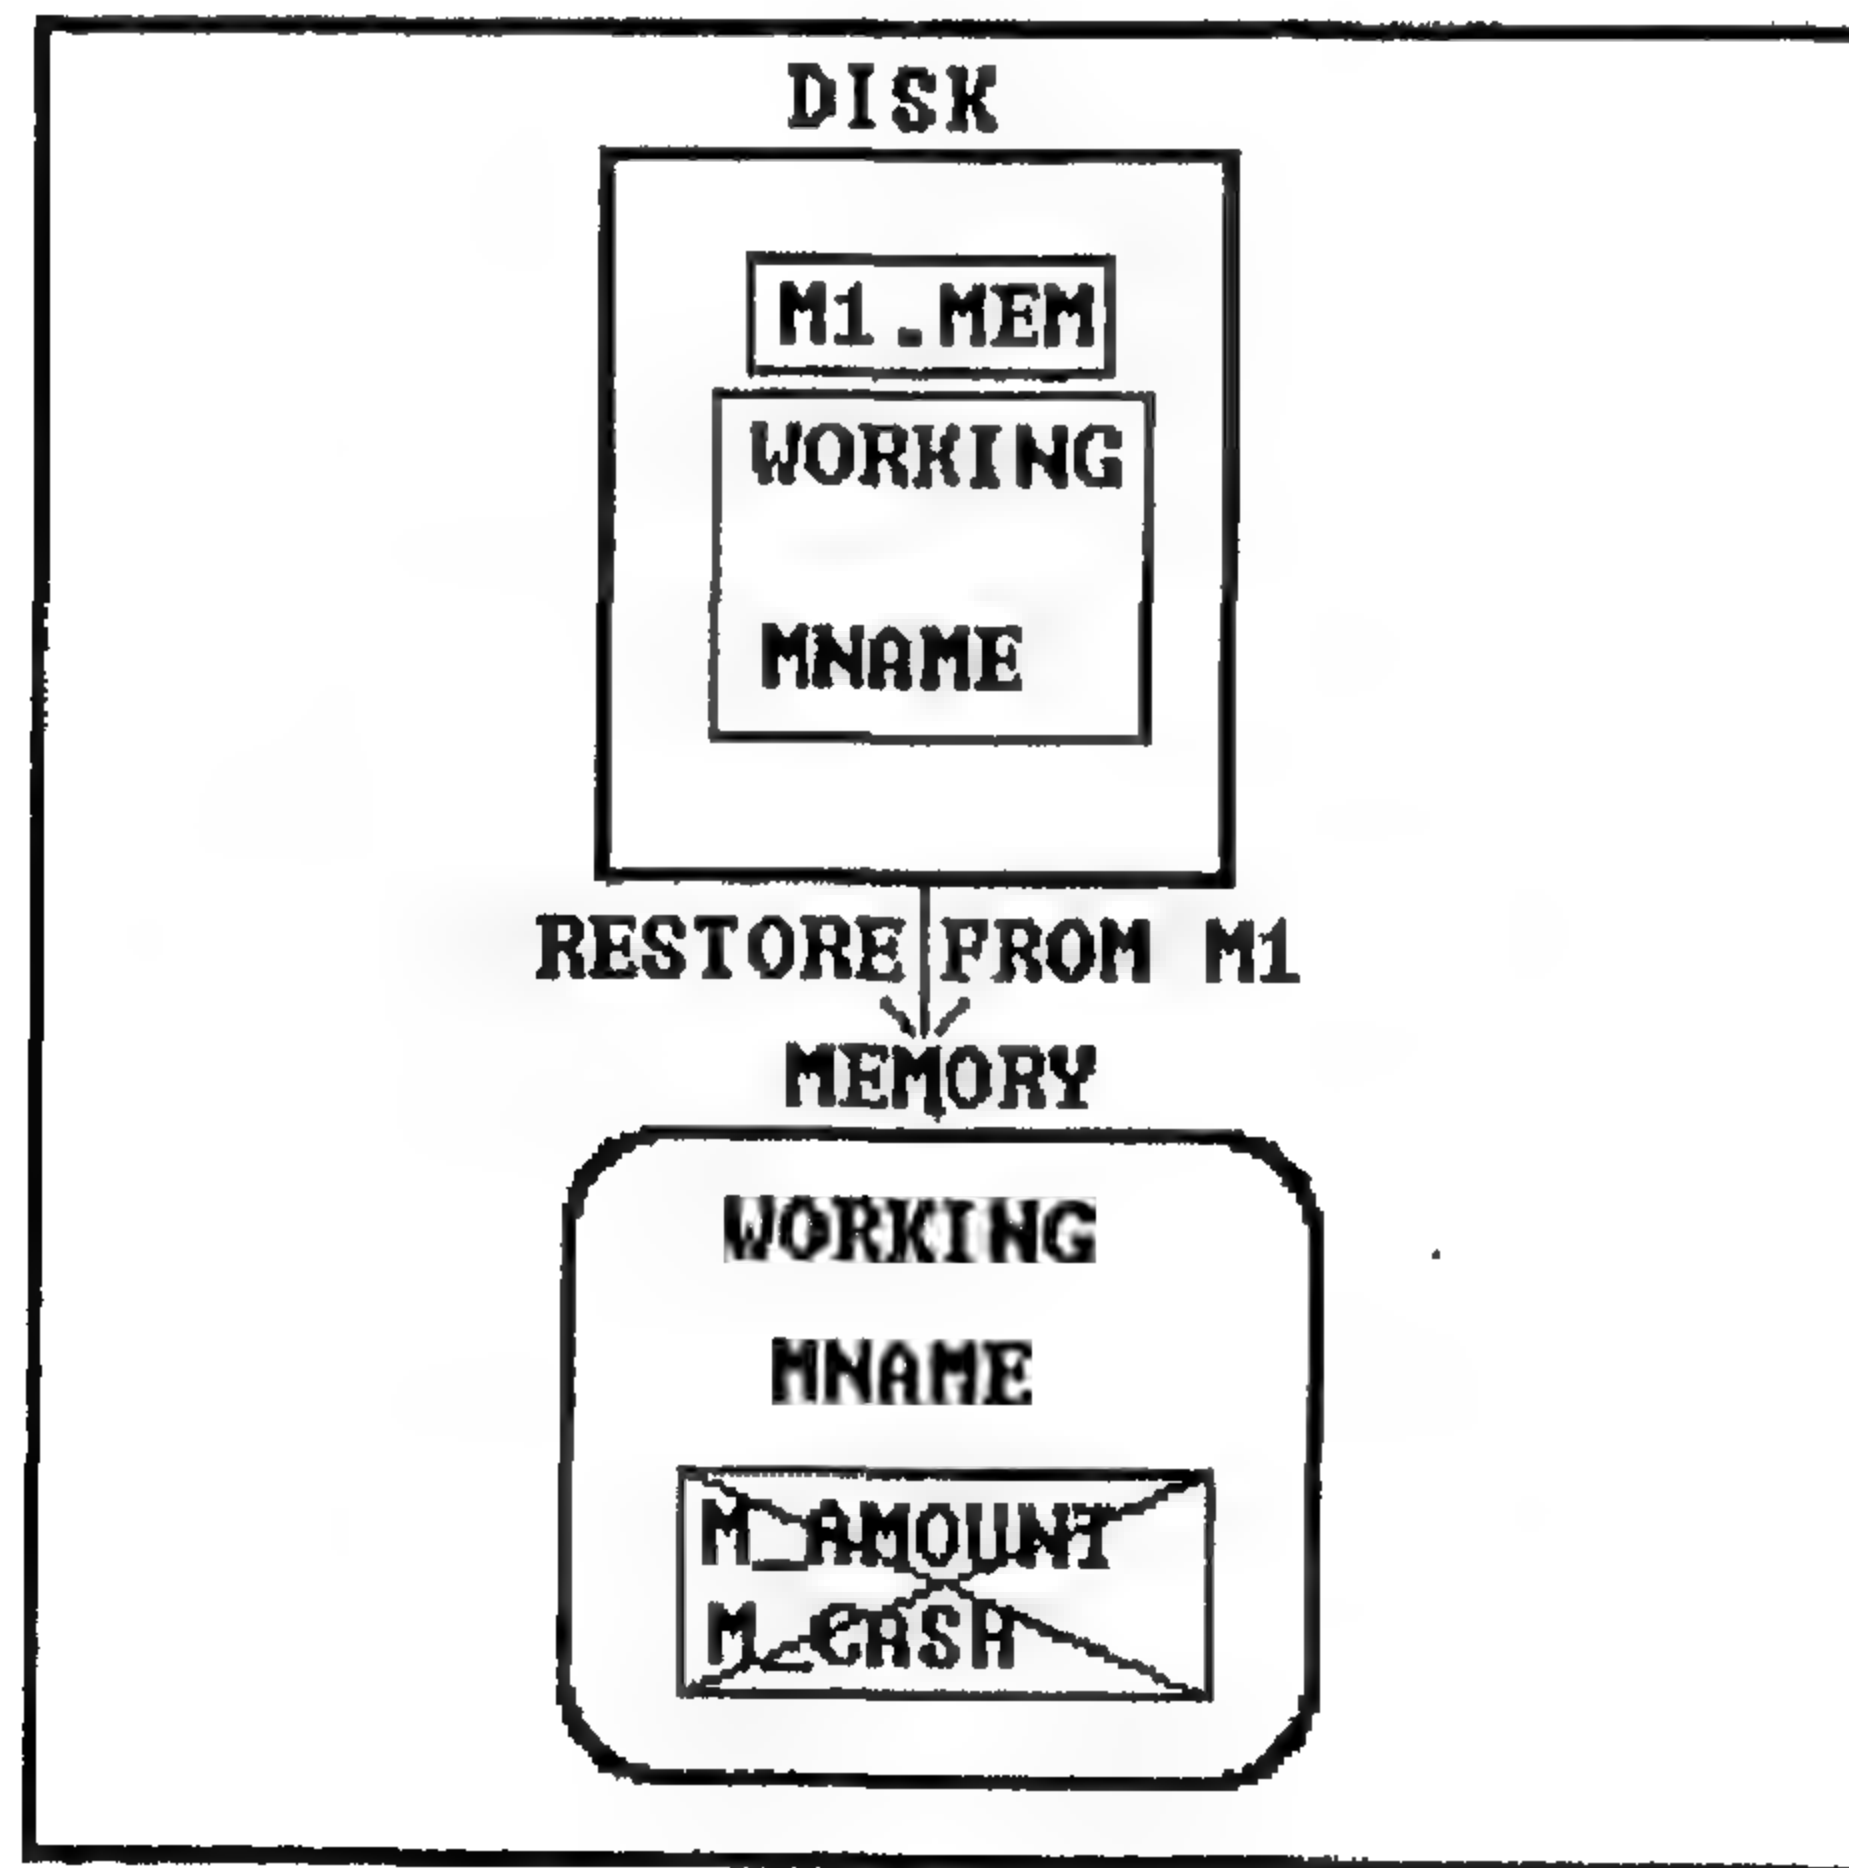 DISK
M1.MEM
WORKING
MNAME
RESTORE FROM M1
MEMORY
WORKING
MNAME
M_AMOUNT
M_CASH